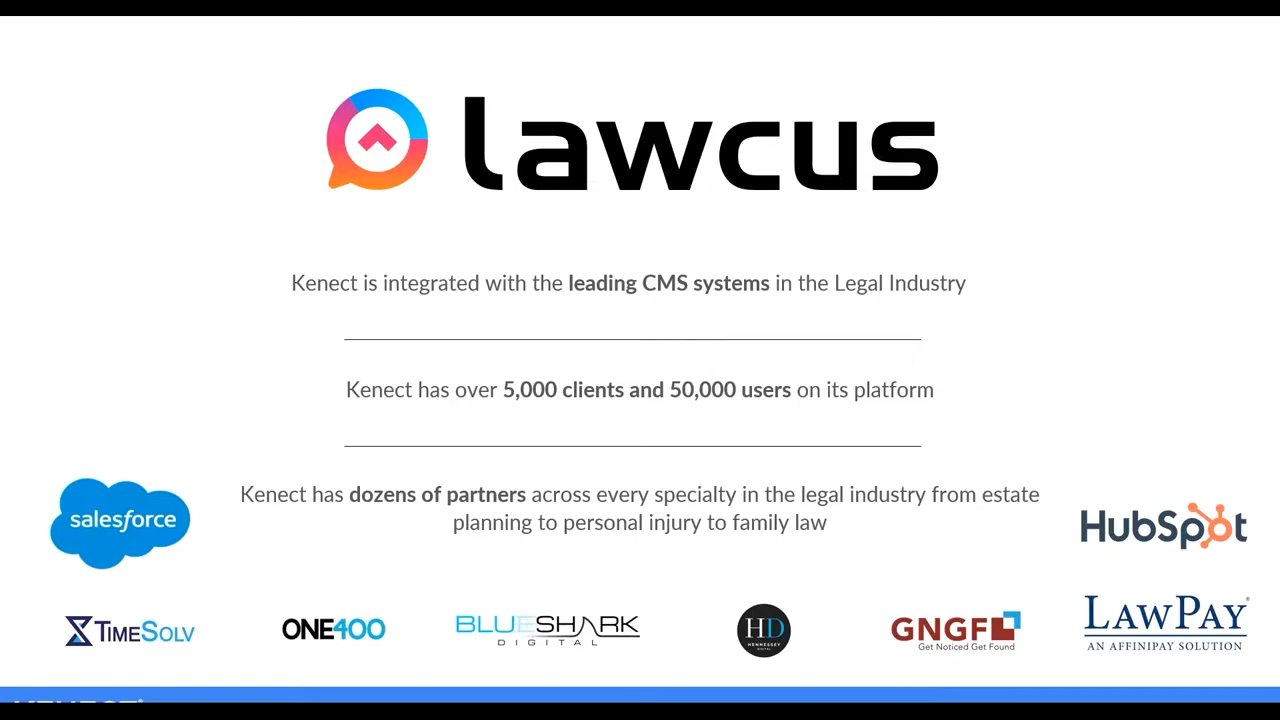 lawcus
Kenect is integrated with the leading CMS systems in the Legal Industry
Kenect has over 5,000 clients and 50,000 users on its platform
Kenect has dozens of partners across every specialty in the legal industry from estate
planning to personal injury to family law
salesforce
HubSpot
TIMESOLV
ONE400
BLUESHARK
DIGITAL
HD
HENNESSEY
DIGITAL
GNGF
Get Noticed Get Found
LAWPAY®
AN AFFINIPAY SOLUTION
KENECT®